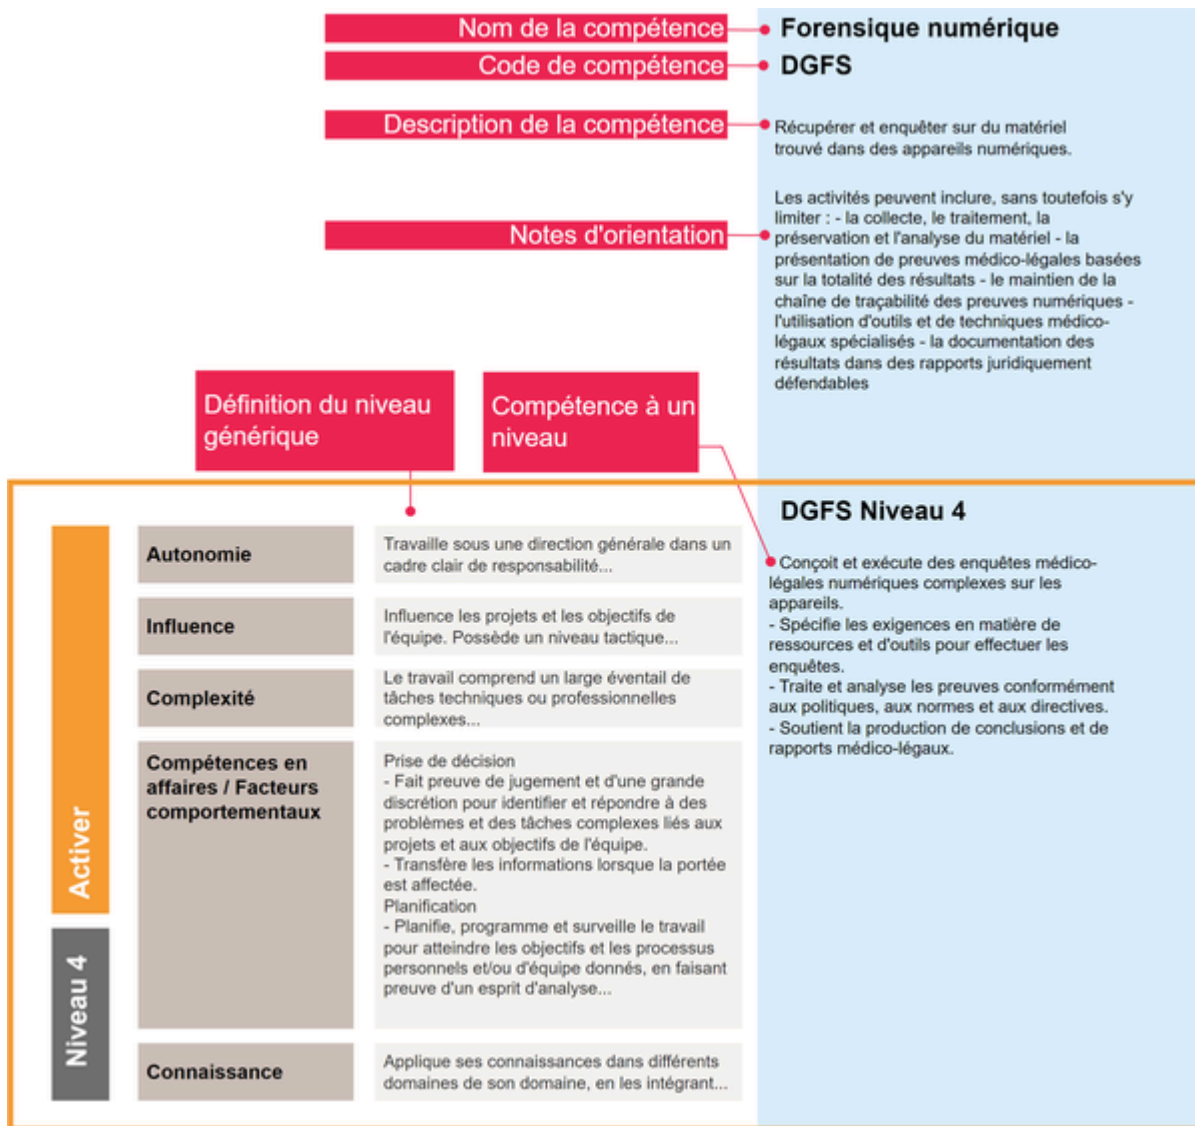 Nom de la compétence
Forensique numérique
Code de compétence
DGFS
Description de la compétence
Récupérer et enquêter sur du matériel
trouvé dans des appareils numériques.
Notes d'orientation
Les activités peuvent inclure, sans toutefois s'y
limiter : - la collecte, le traitement, la
préservation et l'analyse du matériel - la
présentation de preuves médico-légales basées
sur la totalité des résultats - le maintien de la
chaîne de traçabilité des preuves numériques -
l'utilisation d'outils et de techniques médico-
légaux spécialisés - la documentation des
résultats dans des rapports juridiquement
défendables
Définition du niveau
générique
Compétence à un
niveau
Activer
Niveau 4
Autonomie
Travaille sous une direction générale dans un
cadre clair de responsabilité...
Influence
Influence les projets et les objectifs de
l'équipe. Possède un niveau tactique...
Complexité
Le travail comprend un large éventail de
tâches techniques ou professionnelles
complexes...
Compétences en
affaires / Facteurs
comportementaux
Prise de décision
- Fait preuve de jugement et d'une grande
discrétion pour identifier et répondre à des
problèmes et des tâches complexes liés aux
projets et aux objectifs de l'équipe.
- Transfère les informations lorsque la portée
est affectée.
Planification
- Planifie, programme et surveille le travail
pour atteindre les objectifs et les processus
personnels et/ou d'équipe donnés, en faisant
preuve d'un esprit d'analyse...
Connaissance
Applique ses connaissances dans différents
domaines de son domaine, en les intégrant...
DGFS Niveau 4
Conçoit et exécute des enquêtes médico-
légales numériques complexes sur les
appareils.
- Spécifie les exigences en matière de
ressources et d'outils pour effectuer les
enquêtes.
- Traite et analyse les preuves conformément
aux politiques, aux normes et aux directives.
- Soutient la production de conclusions et de
rapports médico-légaux.